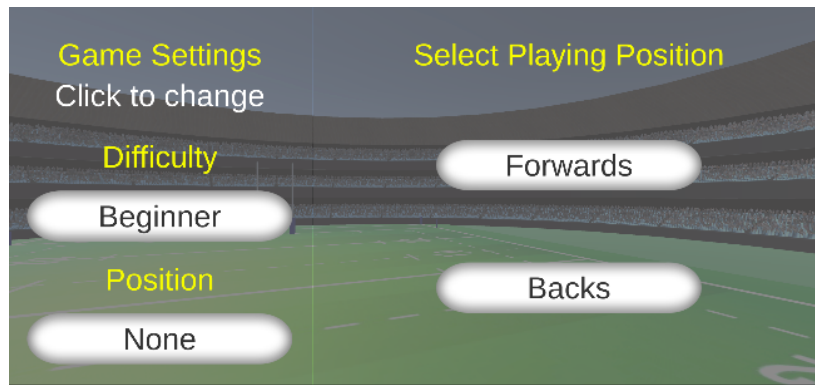 Game Settings
Click to change
Difficulty
Beginner
Position
None
Select Playing Position
Forwards
Backs